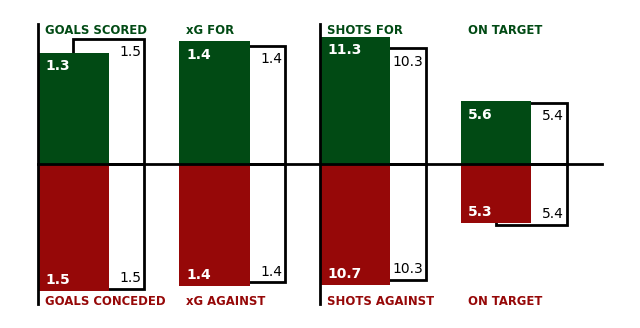 GOALS SCORED xG FOR SHOTS FOR ON TARGET
1.3 1.5 1.4 1.4 11.3 10.3 5.6 5.4
1.5 1.5 1.4 1.4 10.7 10.3 5.3 5.4
GOALS CONCEDED xG AGAINST SHOTS AGAINST ON TARGET